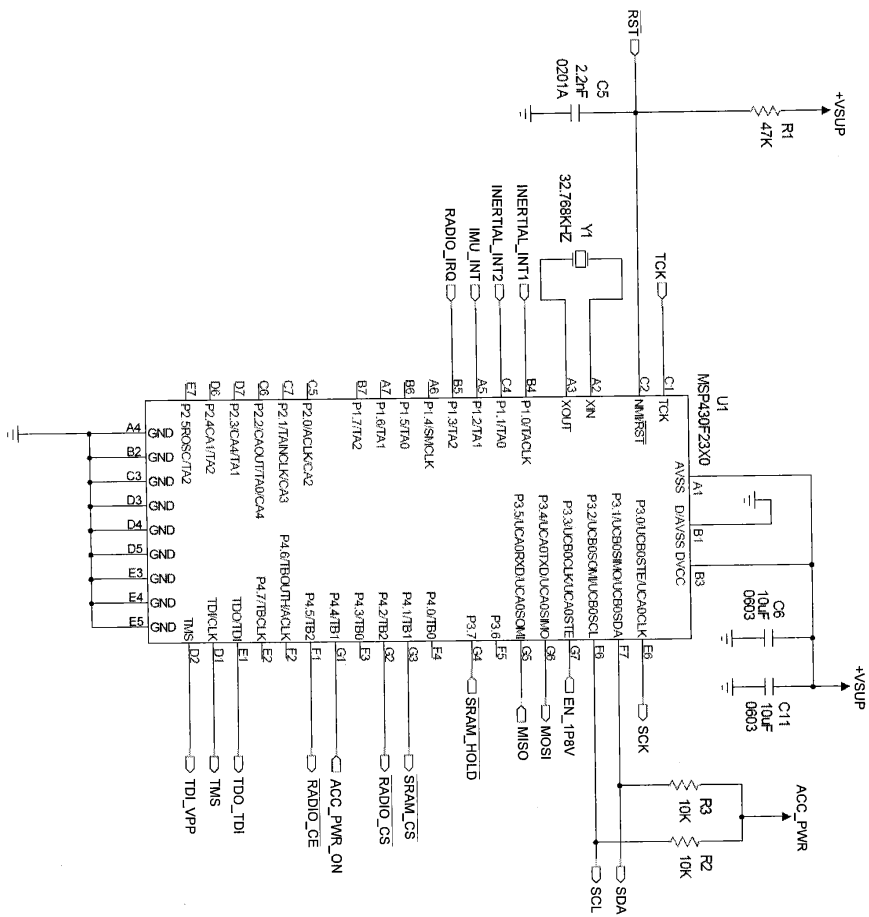 +VSUP
R1
47K
RST
C5
2.2nF
0201A
Y1
32.768KHZ
TCK
INERTIAL_INT1
INERTIAL_INT2
IMU_INT
RADIO_IRQ
U1
MSP430F23X0
C1 TCK
C2 NMI/RST
A2 XIN
A3 XOUT
B4 P1.0/TACLK
C4 P1.1/TA0
A5 P1.2/TA1
B5 P1.3/TA2
A6 P1.4/SMCLK
B6 P1.5/TA0
A7 P1.6/TA1
B7 P1.7/TA2
C5 P2.0/ACLK/CA2
C7 P2.1/TAINCLK/CA3
C6 P2.2/CAOUT/TA0/CA4
D7 P2.3/CA4/TA1
D6 P2.4CA1/TA2
E7 P2.5ROSC/TA2
AVSS A1
D/AVSS B1
DVCC B3
P3.0/UCB0STE/UCA0CLK E6
P3.1/UCB0SIMO/UCB0SDA F7
P3.2/UCB0SOMI/UCB0SCL F6
P3.3/UCB0CLK/UCA0STE G7
P3.4/UCA0TXD/UCA0SIMO G6
P3.5/UCA0RXD/UCA0SOMI G5
P3.6 F5
P3.7 G4
P4.0/TB0 F4
P4.1/TB1 G3
P4.2/TB2 G2
P4.3/TB0 F3
P4.4/TB1 G1
P4.5/TB2 F1
P4.6/TBOUTH/ACLK F2
P4.7/TBCLK E2
TDO/TDI E1
TDI/CLK D1
TMS D2
A4 GND
B2 GND
C3 GND
D3 GND
D4 GND
D5 GND
E3 GND
E4 GND
E5 GND
+VSUP
C6
10uF
0603
C11
10uF
0603
ACC_PWR
R3
10K
R2
10K
SDA
SCL
SCK
EN_1P8V
MOSI
MISO
SRAM_HOLD
SRAM_CS
RADIO_CS
ACC_PWR_ON
RADIO_CE
TDO_TDI
TMS
TDI_VPP